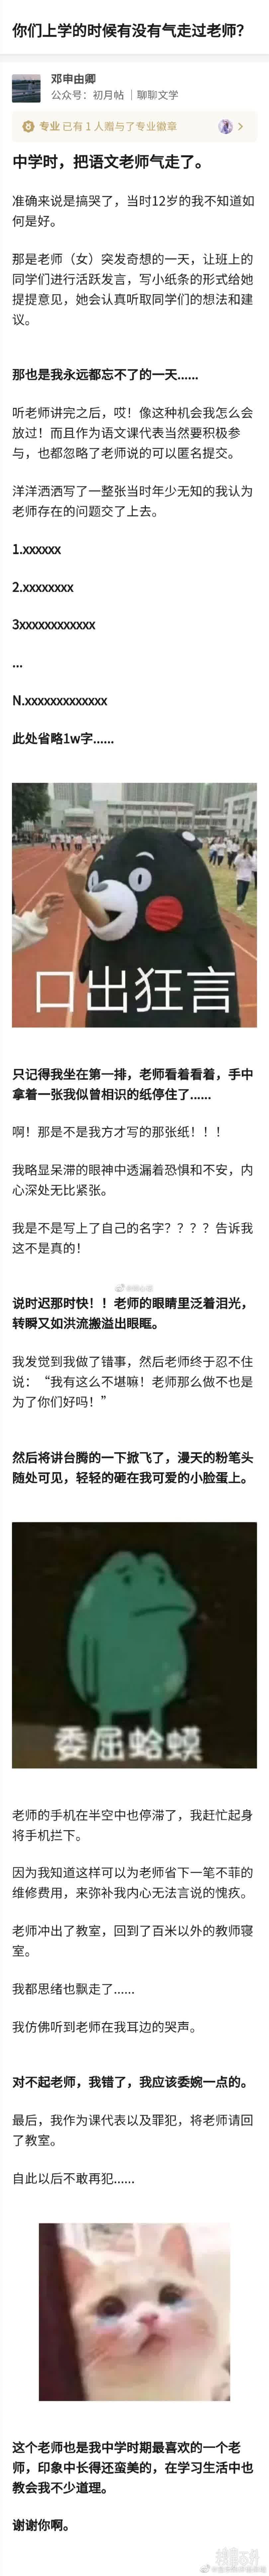 你们上学的时候有没有气走过老师？
邓申由卿
公众号：初月帖 ｜聊聊文学
专业 已有 1 人赠与了专业徽章
中学时，把语文老师气走了。
准确来说是搞哭了，当时12岁的我不知道如
何是好。
那是老师（女）突发奇想的一天，让班上的
同学们进行活跃发言，写小纸条的形式给她
提提意见，她会认真听取同学们的想法和建
议。
那也是我永远都忘不了的一天......
听老师讲完之后，哎！像这种机会我怎么会
放过！而且作为语文课代表当然要积极参
与，也都忽略了老师说的可以匿名提交。
洋洋洒洒写了一整张当时年少无知的我认为
老师存在的问题交了上去。
1.xxxxxx
2.xxxxxxxx
3xxxxxxxxxxxx
...
N.xxxxxxxxxxxxx
此处省略1w字......
口出狂言
只记得我坐在第一排，老师看着看着，手中
拿着一张我似曾相识的纸停住了......
啊！那是不是我方才写的那张纸！！！
我略显呆滞的眼神中透漏着恐惧和不安，内
心深处无比紧张。
我是不是写上了自己的名字？？？？告诉我
这不是真的！
说时迟那时快！！老师的眼睛里泛着泪光，
转瞬又如洪流搬溢出眼眶。
我发觉到我做了错事，然后老师终于忍不住
说：“我有这么不堪嘛！老师那么做不也是
为了你们好吗！”
然后将讲台腾的一下掀飞了，漫天的粉笔头
随处可见，轻轻的砸在我可爱的小脸蛋上。
委屈蛤蟆
老师的手机在半空中也停滞了，我赶忙起身
将手机拦下。
因为我知道这样可以为老师省下一笔不菲的
维修费用，来弥补我内心无法言说的愧疚。
老师冲出了教室，回到了百米以外的教师寝
室。
我都思绪也飘走了......
我仿佛听到老师在我耳边的哭声。
对不起老师，我错了，我应该委婉一点的。
最后，我作为课代表以及罪犯，将老师请回
了教室。
自此以后不敢再犯......
这个老师也是我中学时期最喜欢的一个老
师，印象中长得还蛮美的，在学习生活中也
教会我不少道理。
谢谢你啊。